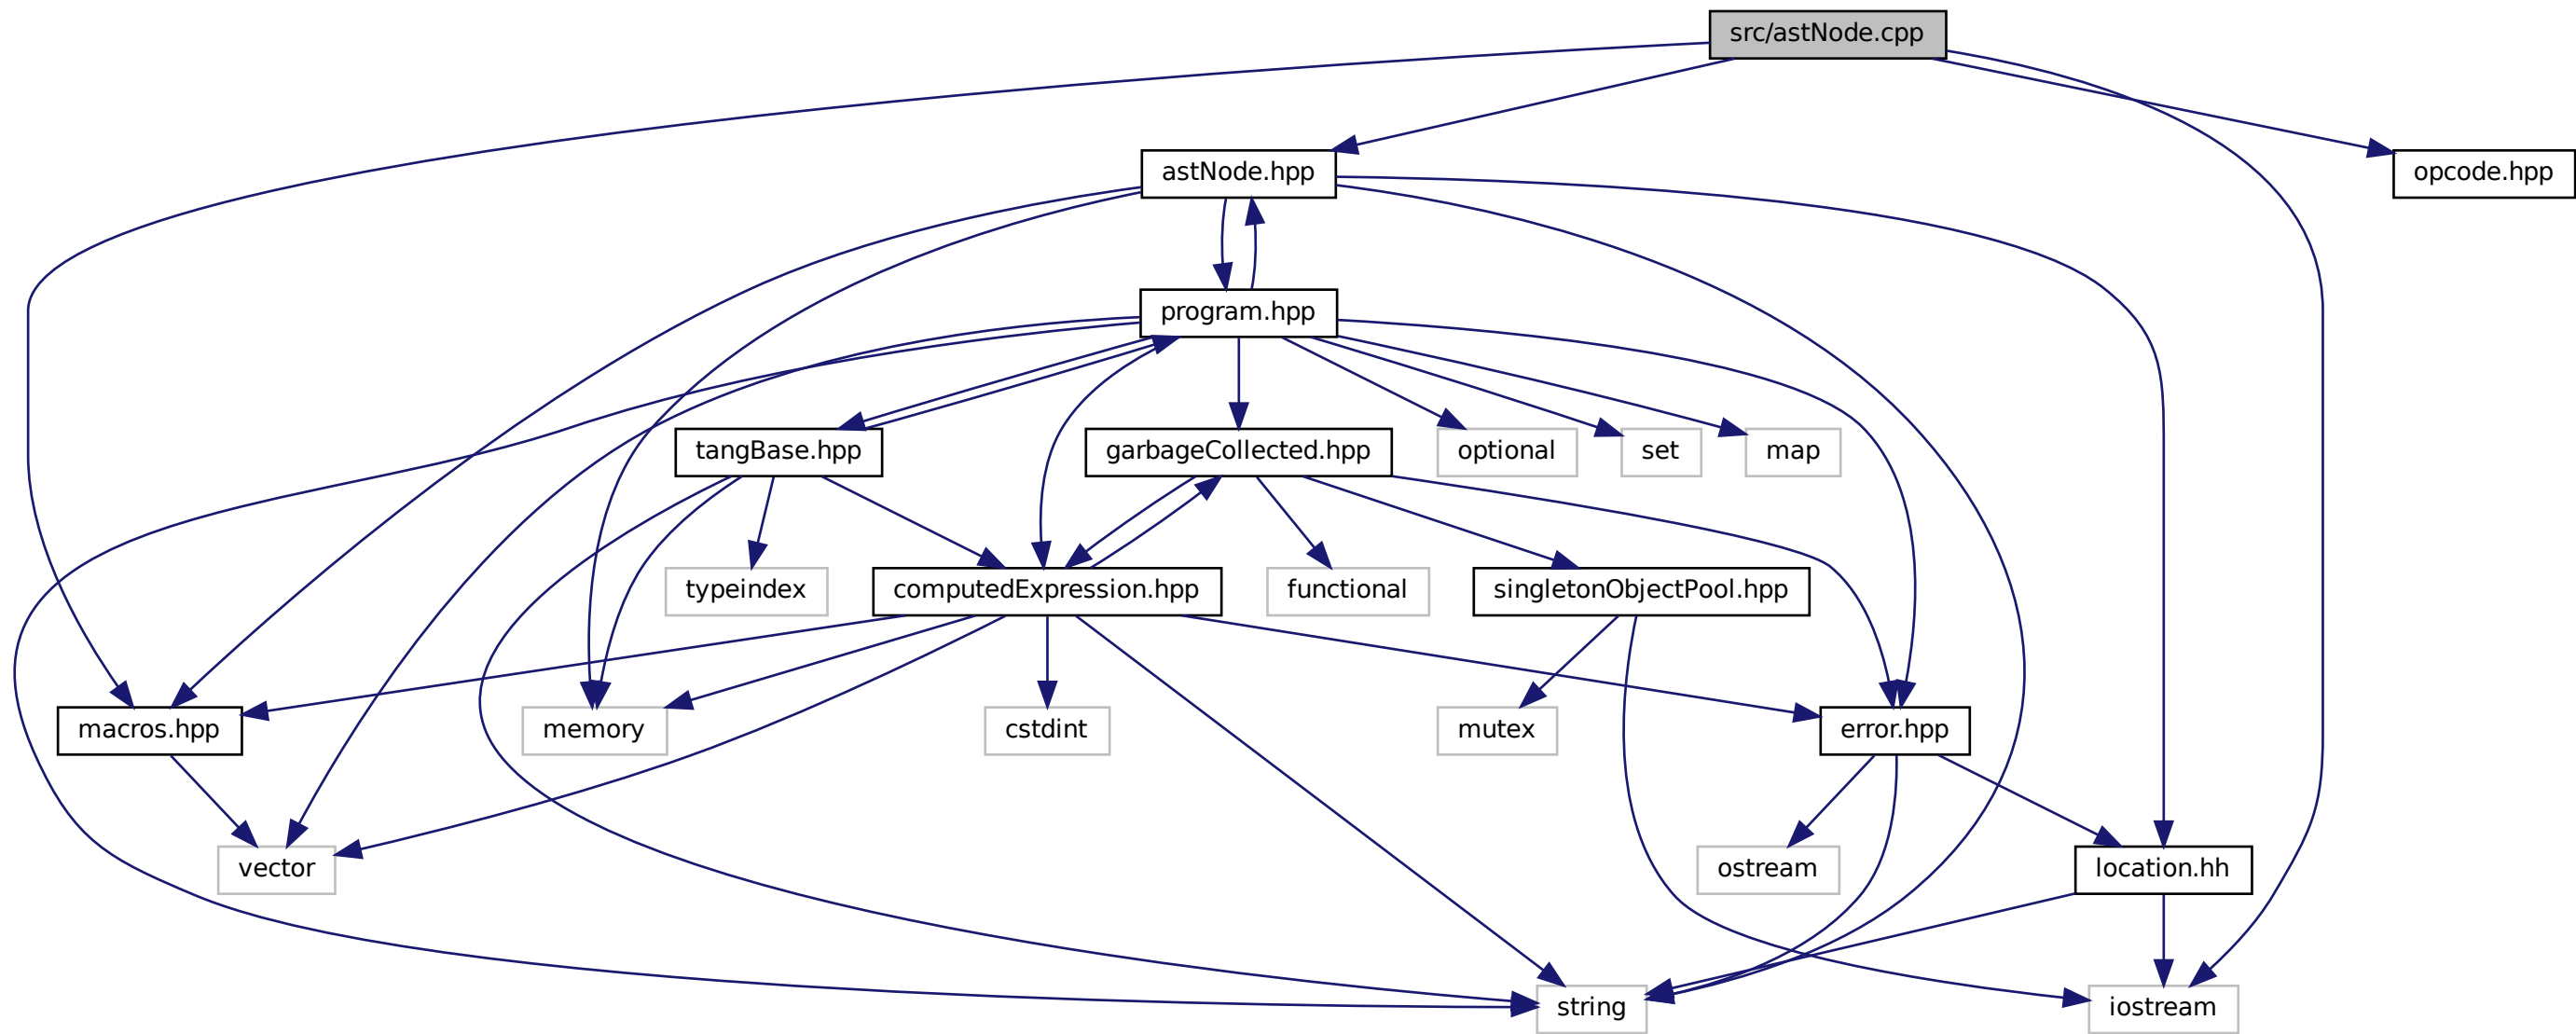 src/astNode.cpp
astNode.hpp
opcode.hpp
program.hpp
tangBase.hpp
garbageCollected.hpp
optional
set
map
typeindex
computedExpression.hpp
functional
singletonObjectPool.hpp
macros.hpp
memory
cstdint
mutex
error.hpp
vector
ostream
location.hh
string
iostream